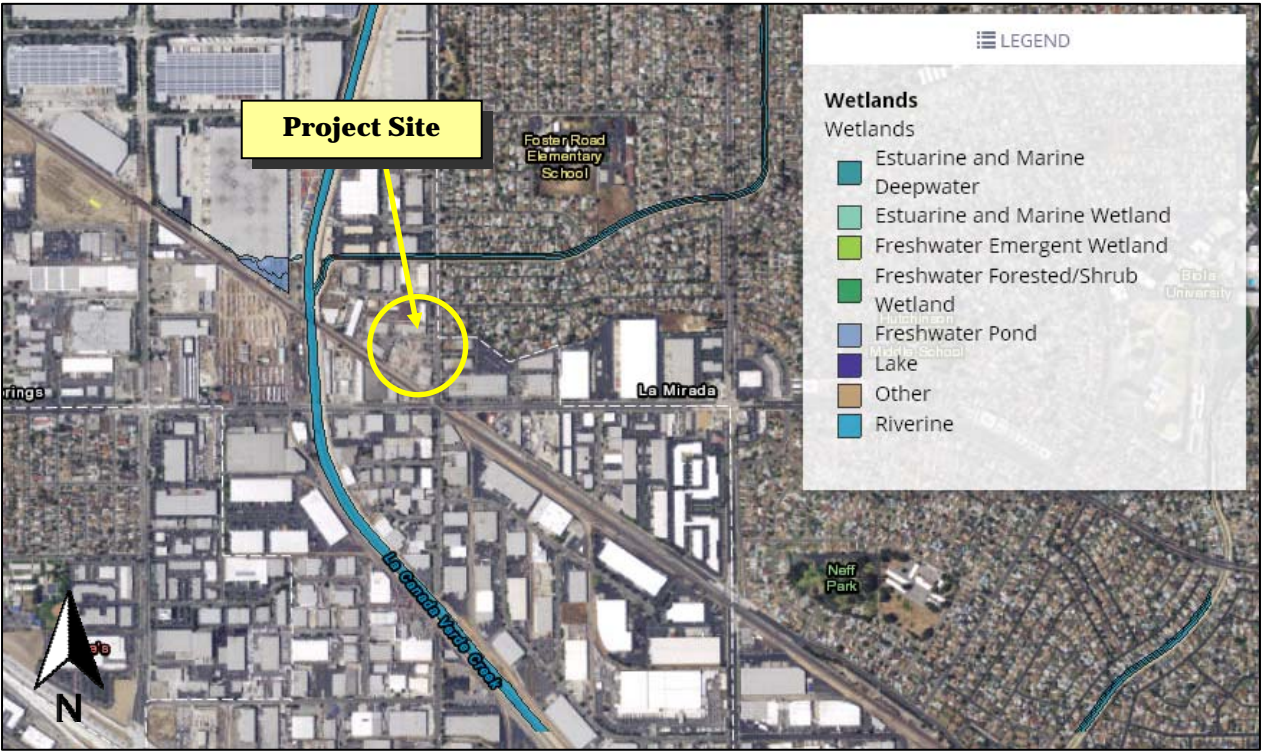 LEGEND
Wetlands
Wetlands
Estuarine and Marine
Deepwater
Estuarine and Marine Wetland
Freshwater Emergent Wetland
Freshwater Forested/Shrub
Wetland
Freshwater Pond
Lake
Other
Riverine
Project Site
Foster Road
Elementary
School
Biola
University
Hutchinson
Middle School
La Mirada
rings
La Canada Verde Creek
Neff
Park
e's
N